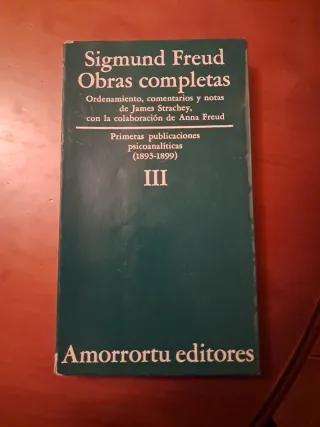 Sigmund Freud
Obras completas
Ordenamiento, comentarios y notas
de James Strachey,
con la colaboración de Anna Freud
Primeras publicaciones
psicoanalíticas
(1893-1899)
III
Amorrortu editores